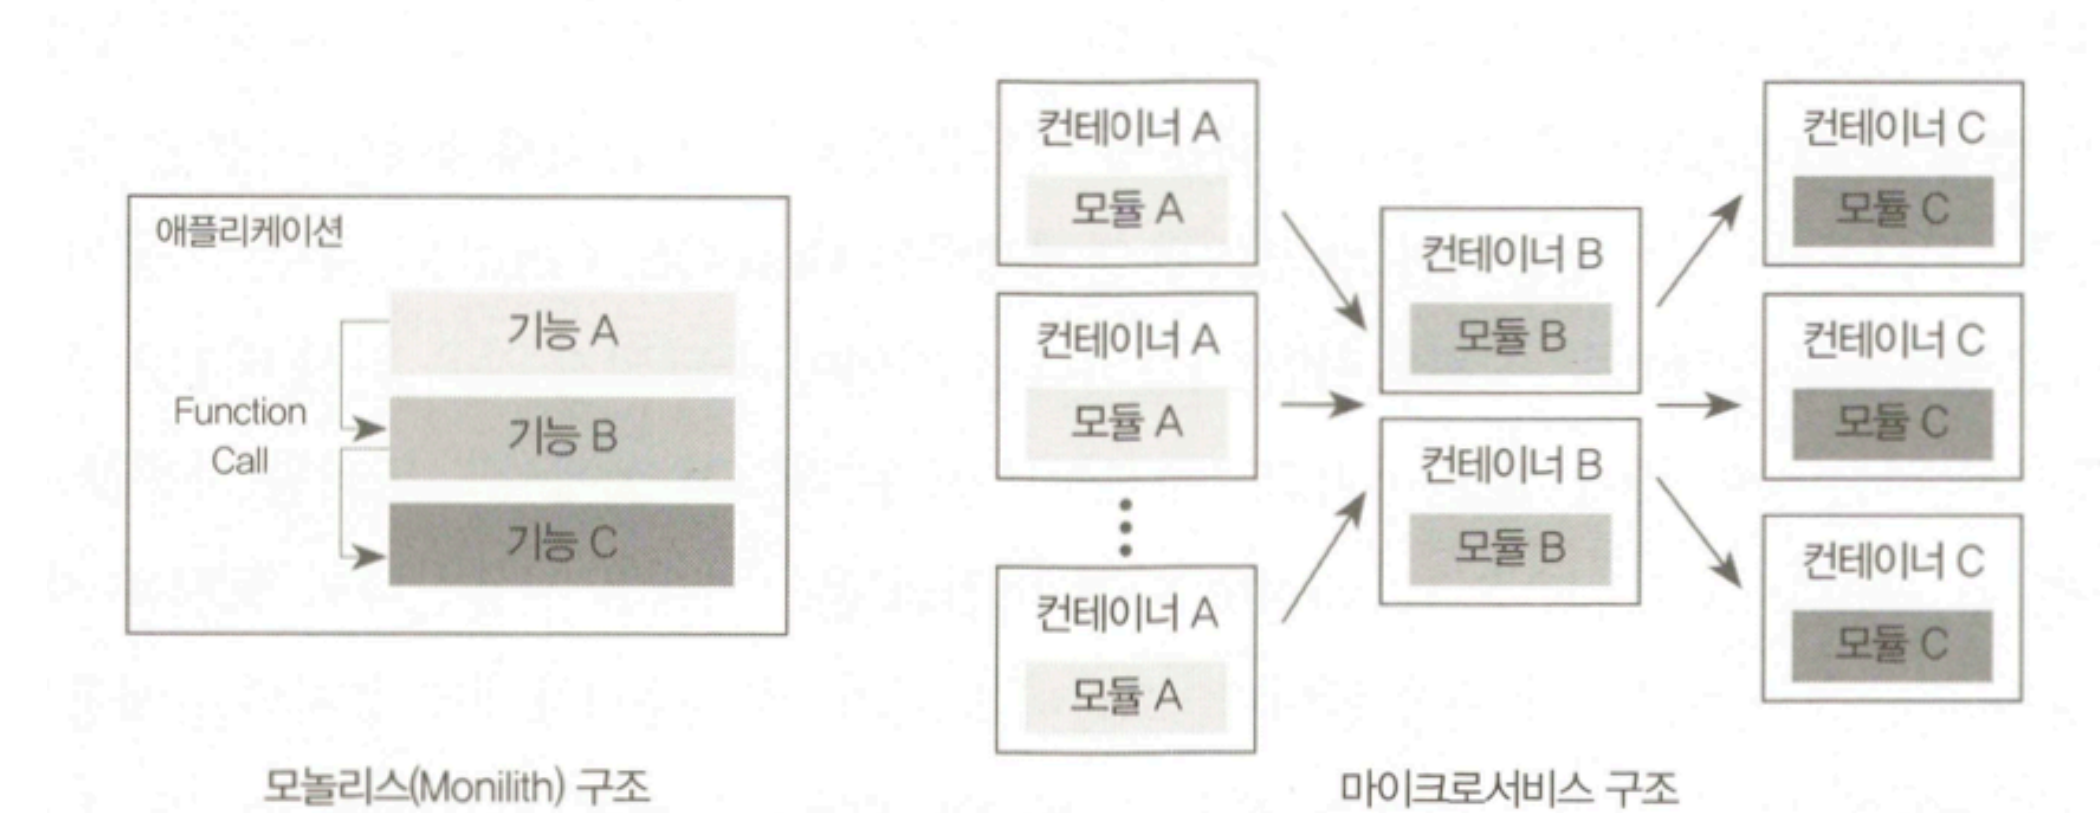 애플리케이션
기능 A
Function
Call
기능 B
기능 C
모놀리스(Monilith) 구조
컨테이너 A
모듈 A
컨테이너 A
모듈 A
컨테이너 A
모듈 A
컨테이너 B
모듈 B
컨테이너 B
모듈 B
컨테이너 C
모듈 C
컨테이너 C
모듈 C
컨테이너 C
모듈 C
마이크로서비스 구조